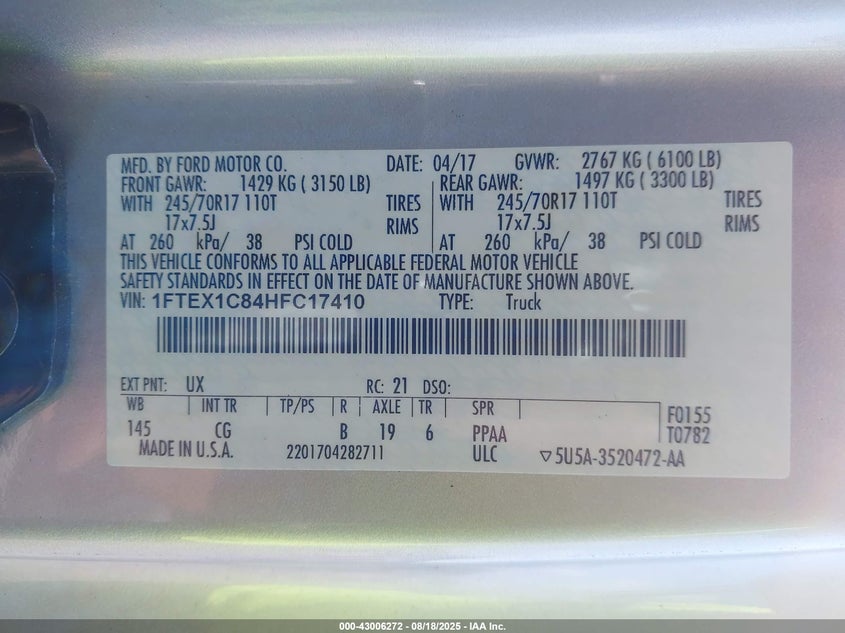 MFD. BY FORD MOTOR CO. DATE: 04/17 GVWR: 2767 KG ( 6100 LB)
FRONT GAWR: 1429 KG ( 3150 LB) REAR GAWR: 1497 KG ( 3300 LB)
WITH 245/70R17 110T TIRES WITH 245/70R17 110T TIRES
17x7.5J RIMS 17x7.5J RIMS
AT 260 kPa/ 38 PSI COLD AT 260 kPa/ 38 PSI COLD
THIS VEHICLE CONFORMS TO ALL APPLICABLE FEDERAL MOTOR VEHICLE
SAFETY STANDARDS IN EFFECT ON THE DATE OF MANUFACTURE SHOWN ABOVE.
VIN: 1FTEX1C84HFC17410 TYPE: Truck
EXT PNT: UX RC: 21 DSO:
WB | INT TR | TP/PS | R | AXLE | TR | SPR | F0155
145 CG B 19 6 PPAA T0782
MADE IN U.S.A. 2201704282711 ULC ▽5U5A-3520472-AA
000-43006272 - 08/18/2025 - IAA Inc.